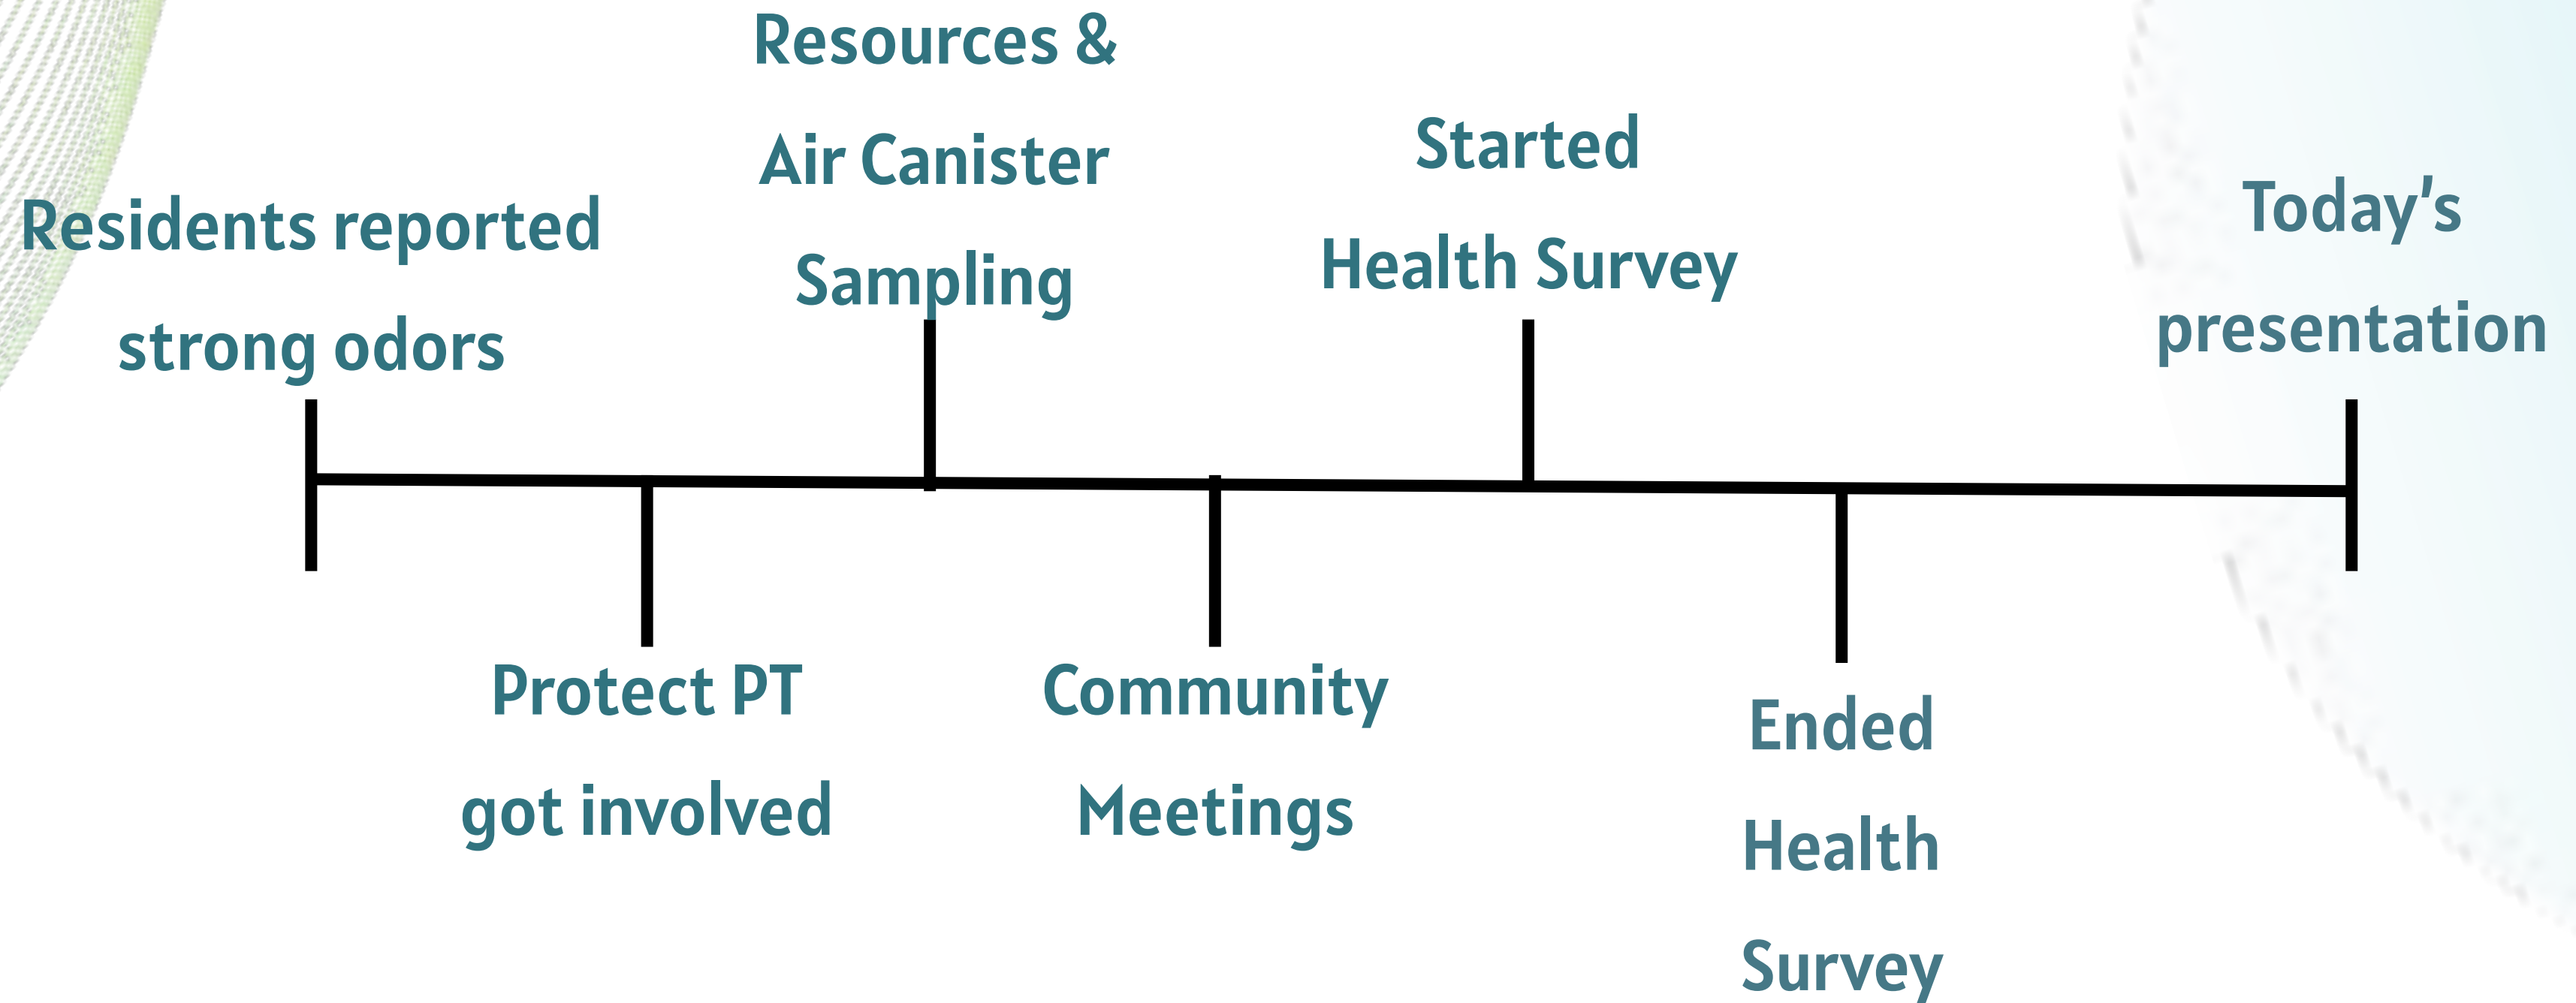 Residents reported
strong odors
Protect PT
got involved
Resources &
Air Canister
Sampling
Community
Meetings
Started
Health Survey
Ended
Health
Survey
Today’s
presentation